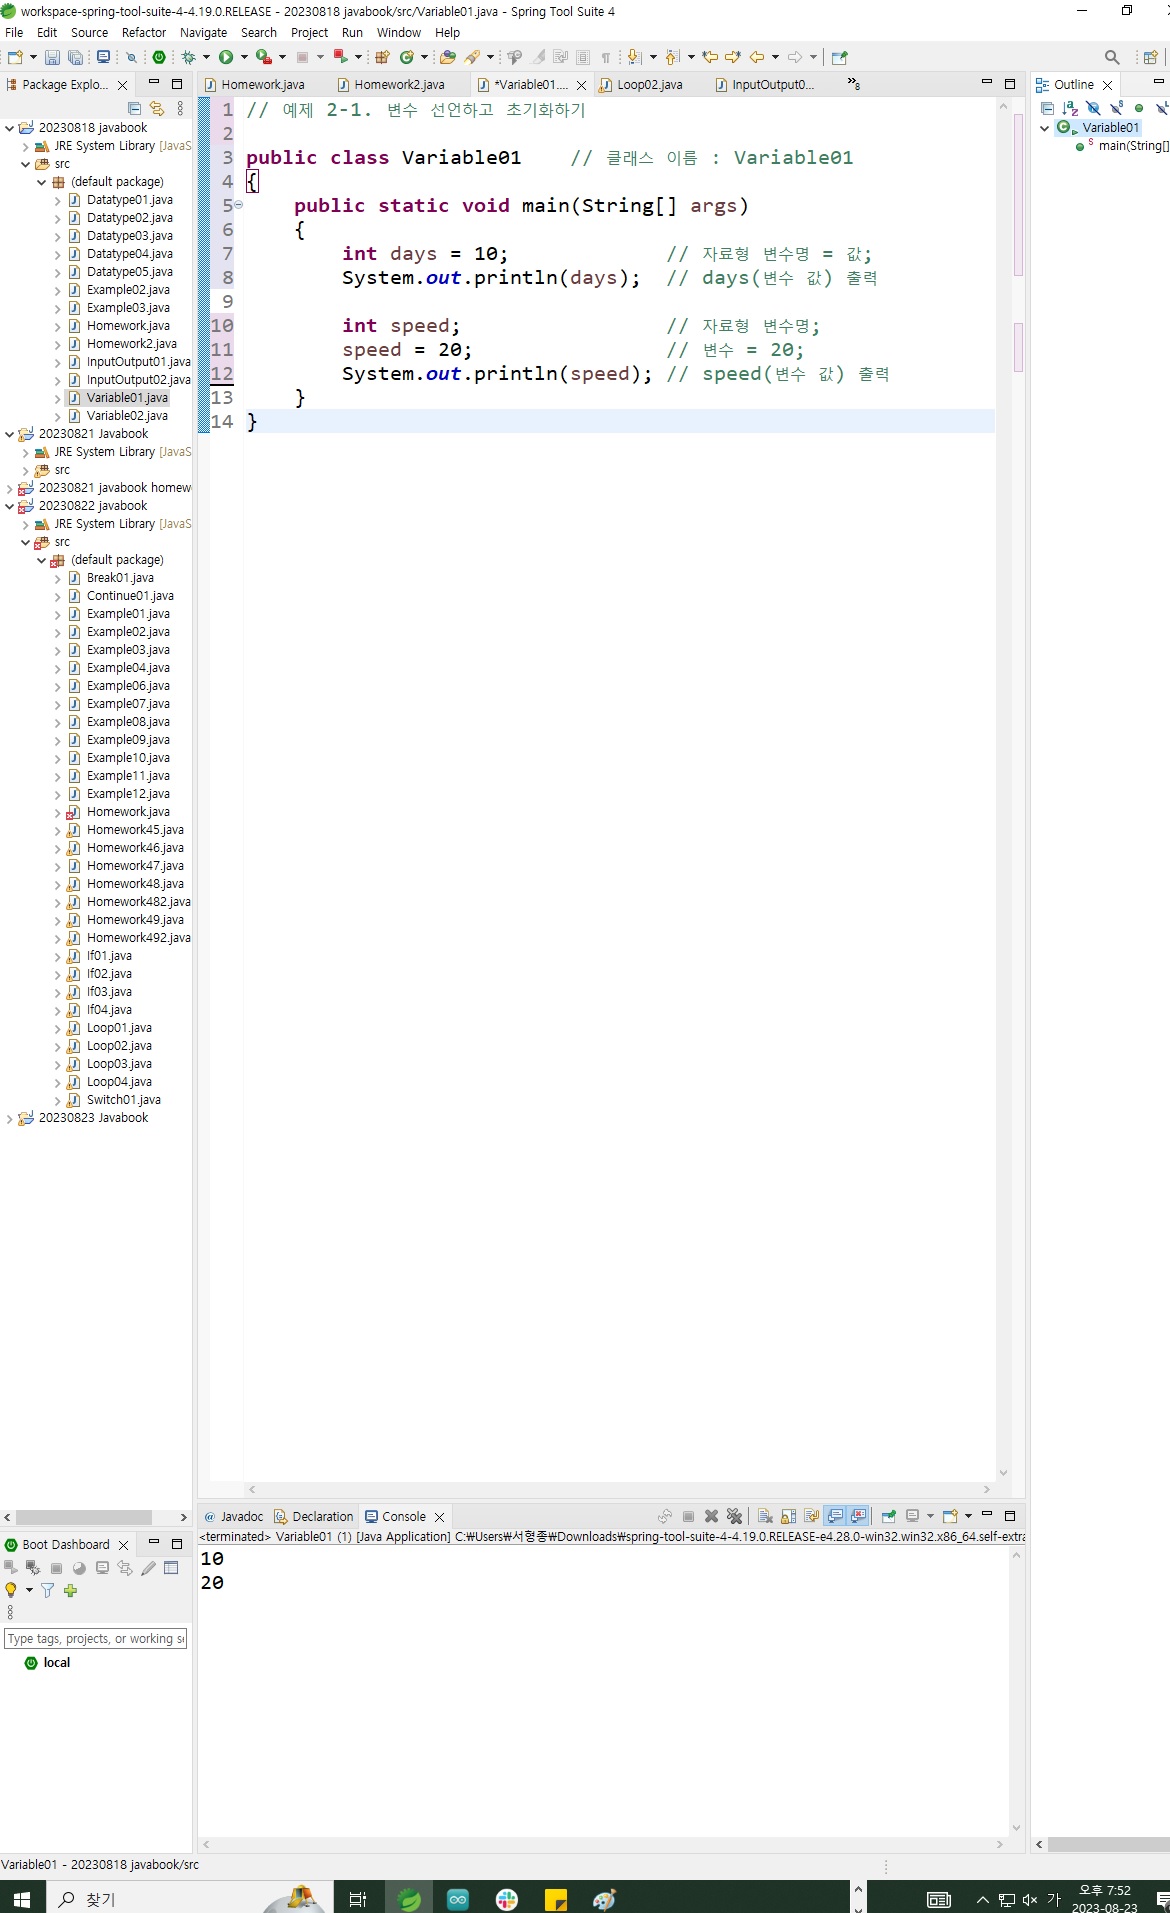 workspace-spring-tool-suite-4-4.19.0.RELEASE - 20230818 javabook/src/Variable01.java - Spring Tool Suite 4
File Edit Source Refactor Navigate Search Project Run Window Help
Package Explo...
20230818 javabook
JRE System Library [JavaS
src
(default package)
Datatype01.java
Datatype02.java
Datatype03.java
Datatype04.java
Datatype05.java
Example02.java
Example03.java
Homework.java
Homework2.java
InputOutput01.java
InputOutput02.java
Variable01.java
Variable02.java
20230821 Javabook
JRE System Library [JavaS
src
20230821 javabook homew
20230822 javabook
JRE System Library [JavaS
src
(default package)
Break01.java
Continue01.java
Example01.java
Example02.java
Example03.java
Example04.java
Example06.java
Example07.java
Example08.java
Example09.java
Example10.java
Example11.java
Example12.java
Homework.java
Homework45.java
Homework46.java
Homework47.java
Homework48.java
Homework482.java
Homework49.java
Homework492.java
If01.java
If02.java
If03.java
If04.java
Loop01.java
Loop02.java
Loop03.java
Loop04.java
Switch01.java
20230823 Javabook
Homework.java Homework2.java *Variable01.... Loop02.java InputOutput0... »8
1 // 예제 2-1. 변수 선언하고 초기화하기
2
3 public class Variable01 // 클래스 이름 : Variable01
4 {
5 public static void main(String[] args)
6 {
7 int days = 10; // 자료형 변수명 = 값;
8 System.out.println(days); // days(변수 값) 출력
9
10 int speed; // 자료형 변수명;
11 speed = 20; // 변수 = 20;
12 System.out.println(speed); // speed(변수 값) 출력
13 }
14 }
Outline
Variable01
main(String[]
Boot Dashboard
Type tags, projects, or working s
local
@ Javadoc Declaration Console
<terminated> Variable01 (1) [Java Application] C:￦Users￦서형종￦Downloads￦spring-tool-suite-4-4.19.0.RELEASE-e4.28.0-win32.win32.x86_64.self-extra
10
20
Variable01 - 20230818 javabook/src
찾기
가
오후 7:52
2023-08-23